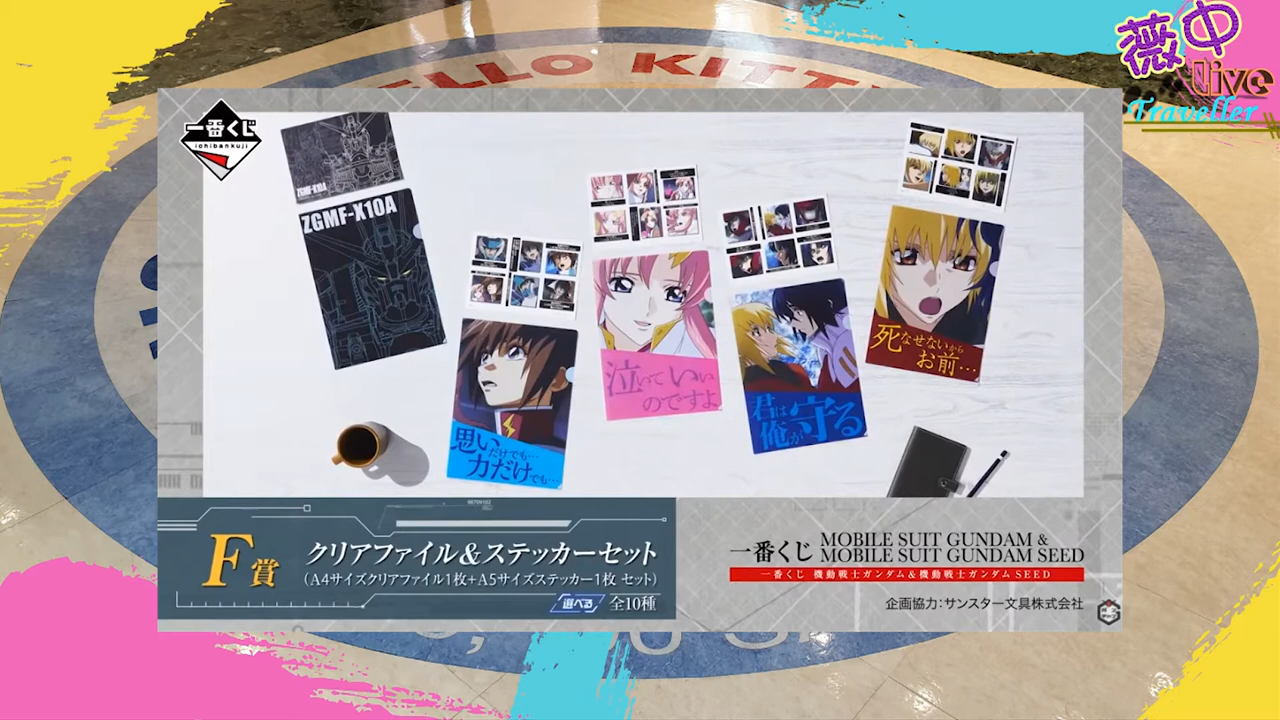 HELLO KITTY
薇中
Live
Traveller
一番くじ
ichibankuji
ZGMF-X10A
ZGMF-X10A
思いだけでも…
力だけでも…
泣いていい
のですよ
君は
俺が守る
死なせないから
お前…
F賞
クリアファイル&ステッカーセット
(A4サイズクリアファイル1枚+A5サイズステッカー1枚 セット)
選べる 全10種
一番くじ MOBILE SUIT GUNDAM &
MOBILE SUIT GUNDAM SEED
一番くじ 機動戦士ガンダム&機動戦士ガンダムSEED
企画協力:サンスター文具株式会社